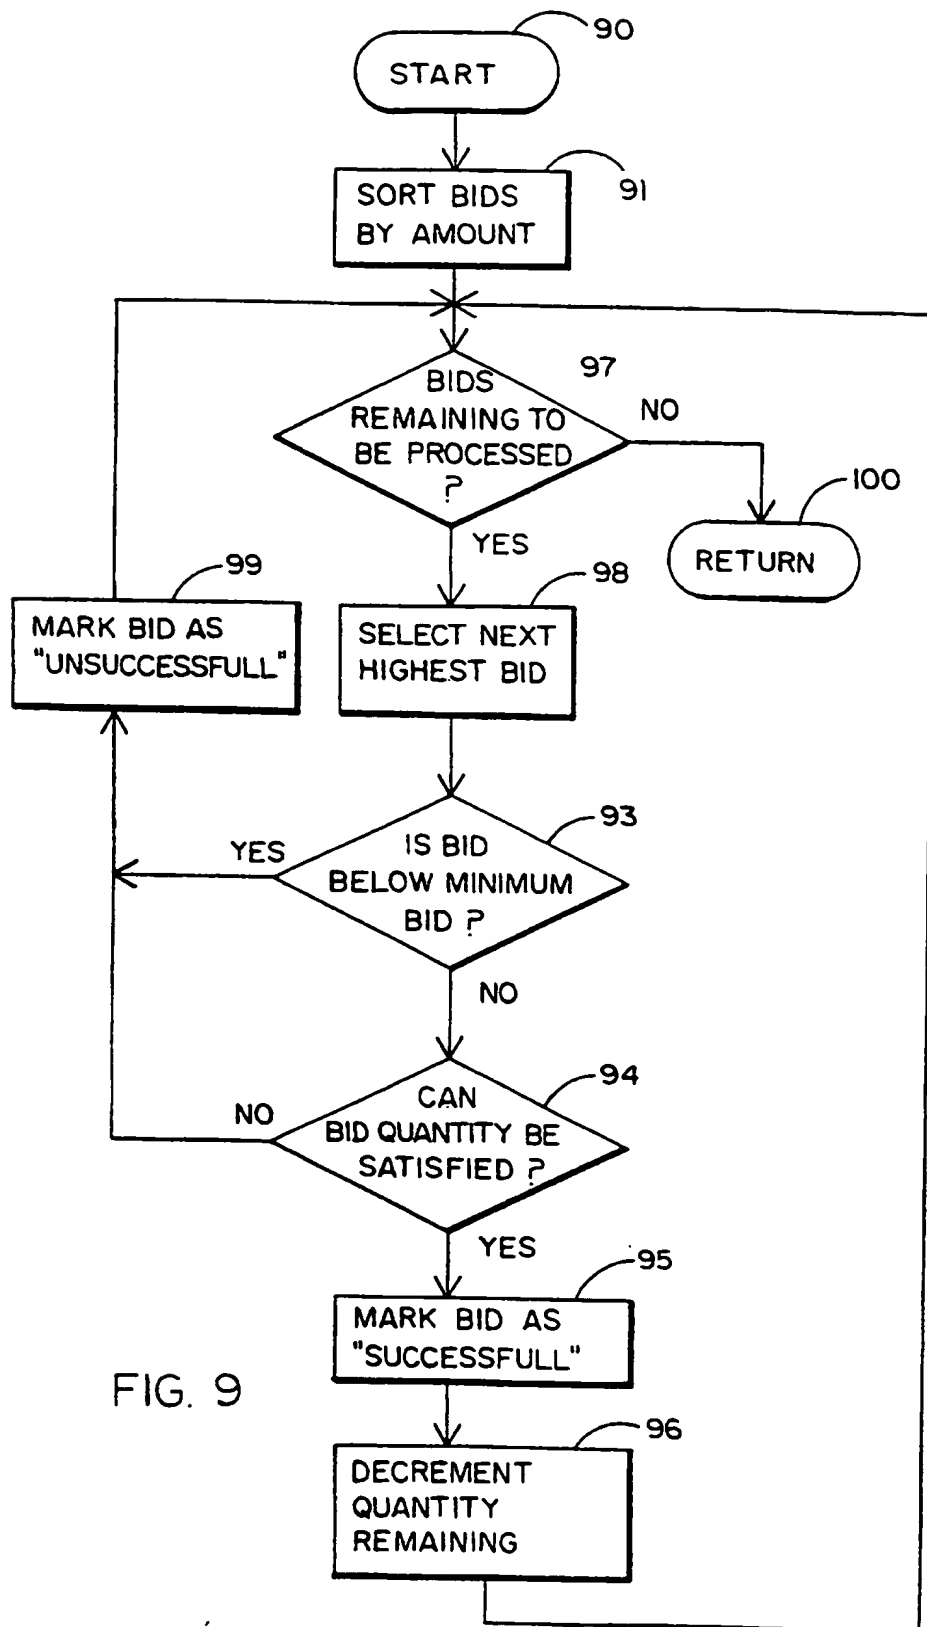 90
START
91
SORT BIDS
BY AMOUNT
97
BIDS
REMAINING TO
BE PROCESSED
?
NO
100
RETURN
YES
99
MARK BID AS
"UNSUCCESSFULL"
98
SELECT NEXT
HIGHEST BID
93
YES
IS BID
BELOW MINIMUM
BID ?
NO
94
NO
CAN
BID QUANTITY BE
SATISFIED ?
YES
95
MARK BID AS
"SUCCESSFULL"
FIG. 9
96
DECREMENT
QUANTITY
REMAINING